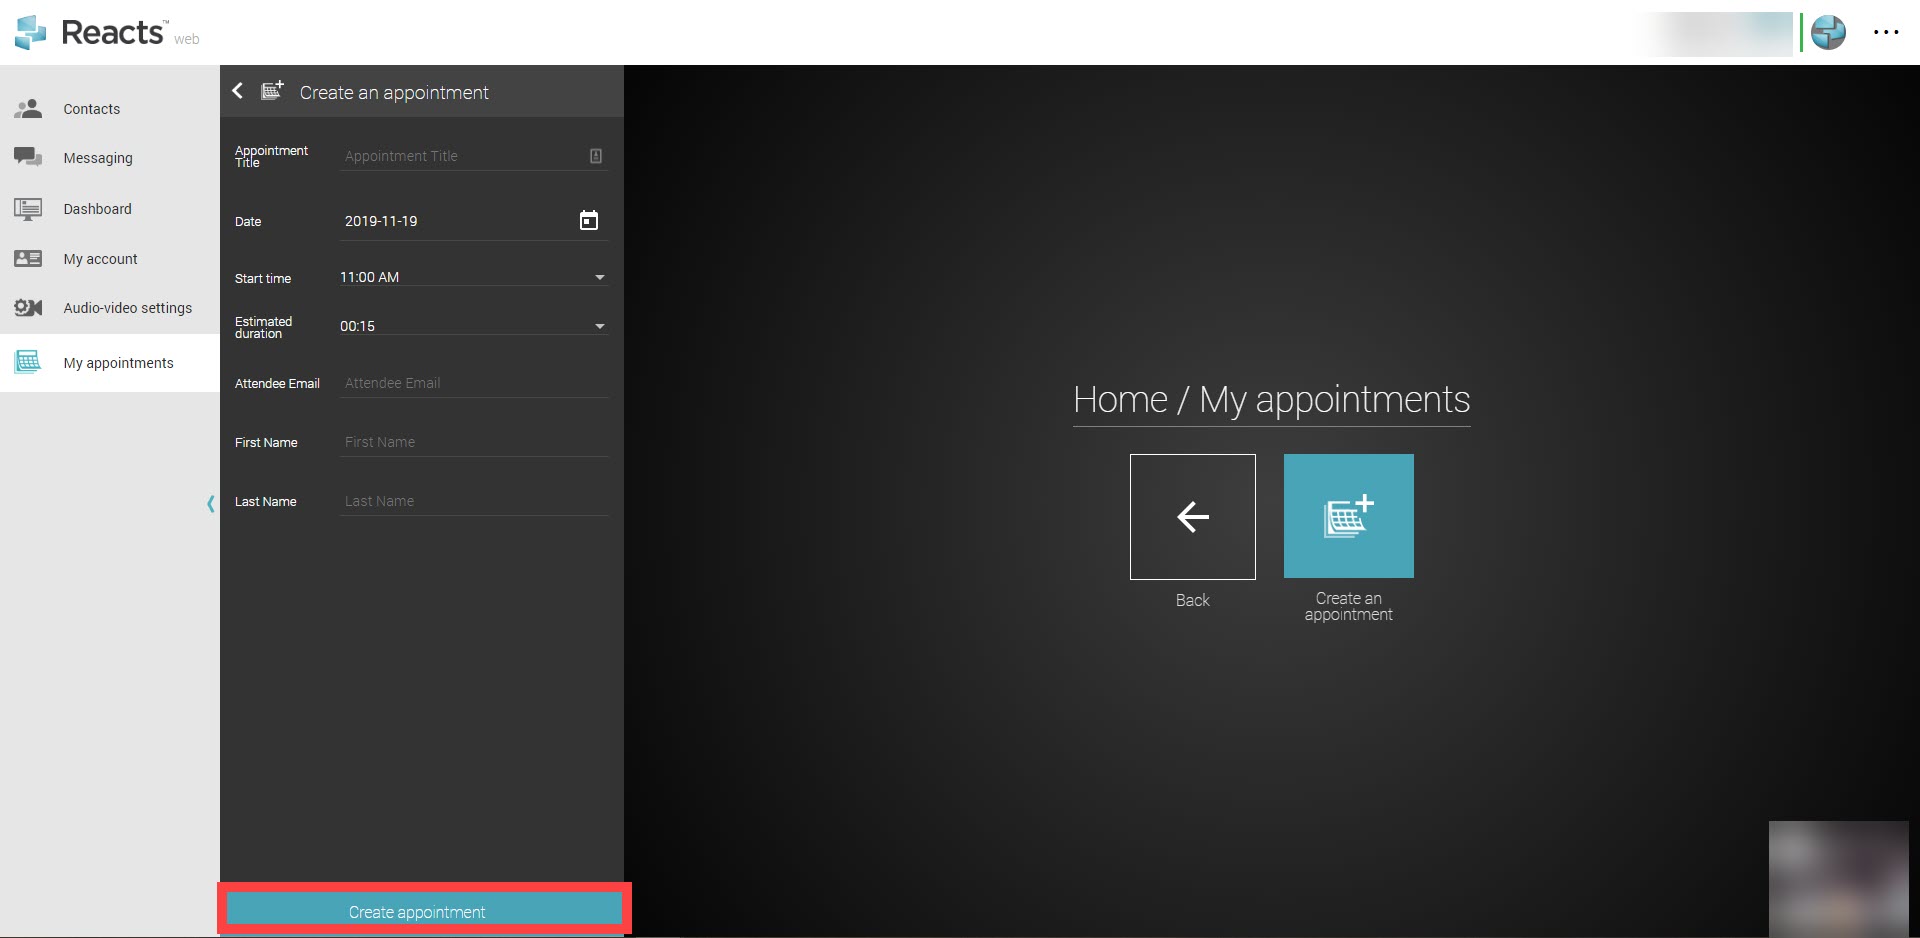 Reacts™ web
Contacts
Messaging
Dashboard
My account
Audio-video settings
My appointments
Create an appointment
Appointment
Title
Appointment Title
Date
2019-11-19
Start time
11:00 AM
Estimated
duration
00:15
Attendee Email
Attendee Email
First Name
First Name
Last Name
Last Name
Create appointment
Home / My appointments
Back
Create an
appointment